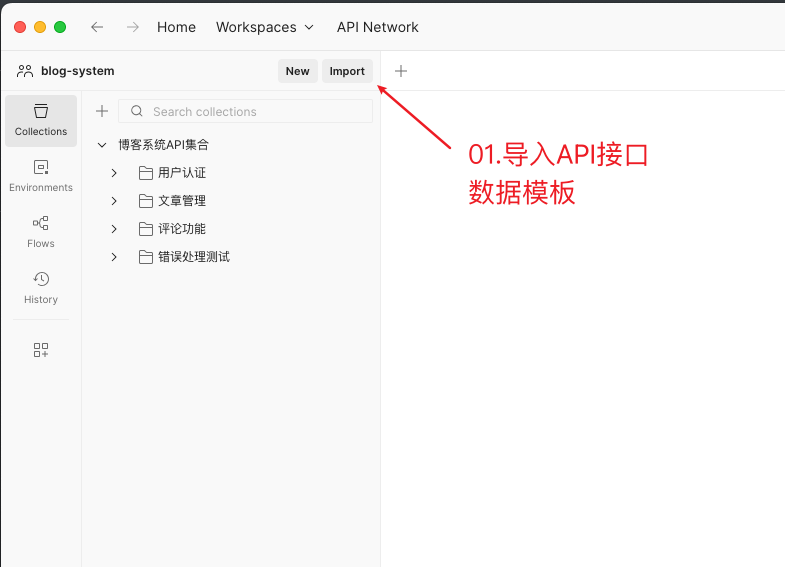 Home Workspaces API Network
blog-system New Import
Collections
Search collections
博客系统API集合
用户认证
文章管理
评论功能
错误处理测试
Environments
Flows
History
01.导入API接口
数据模板